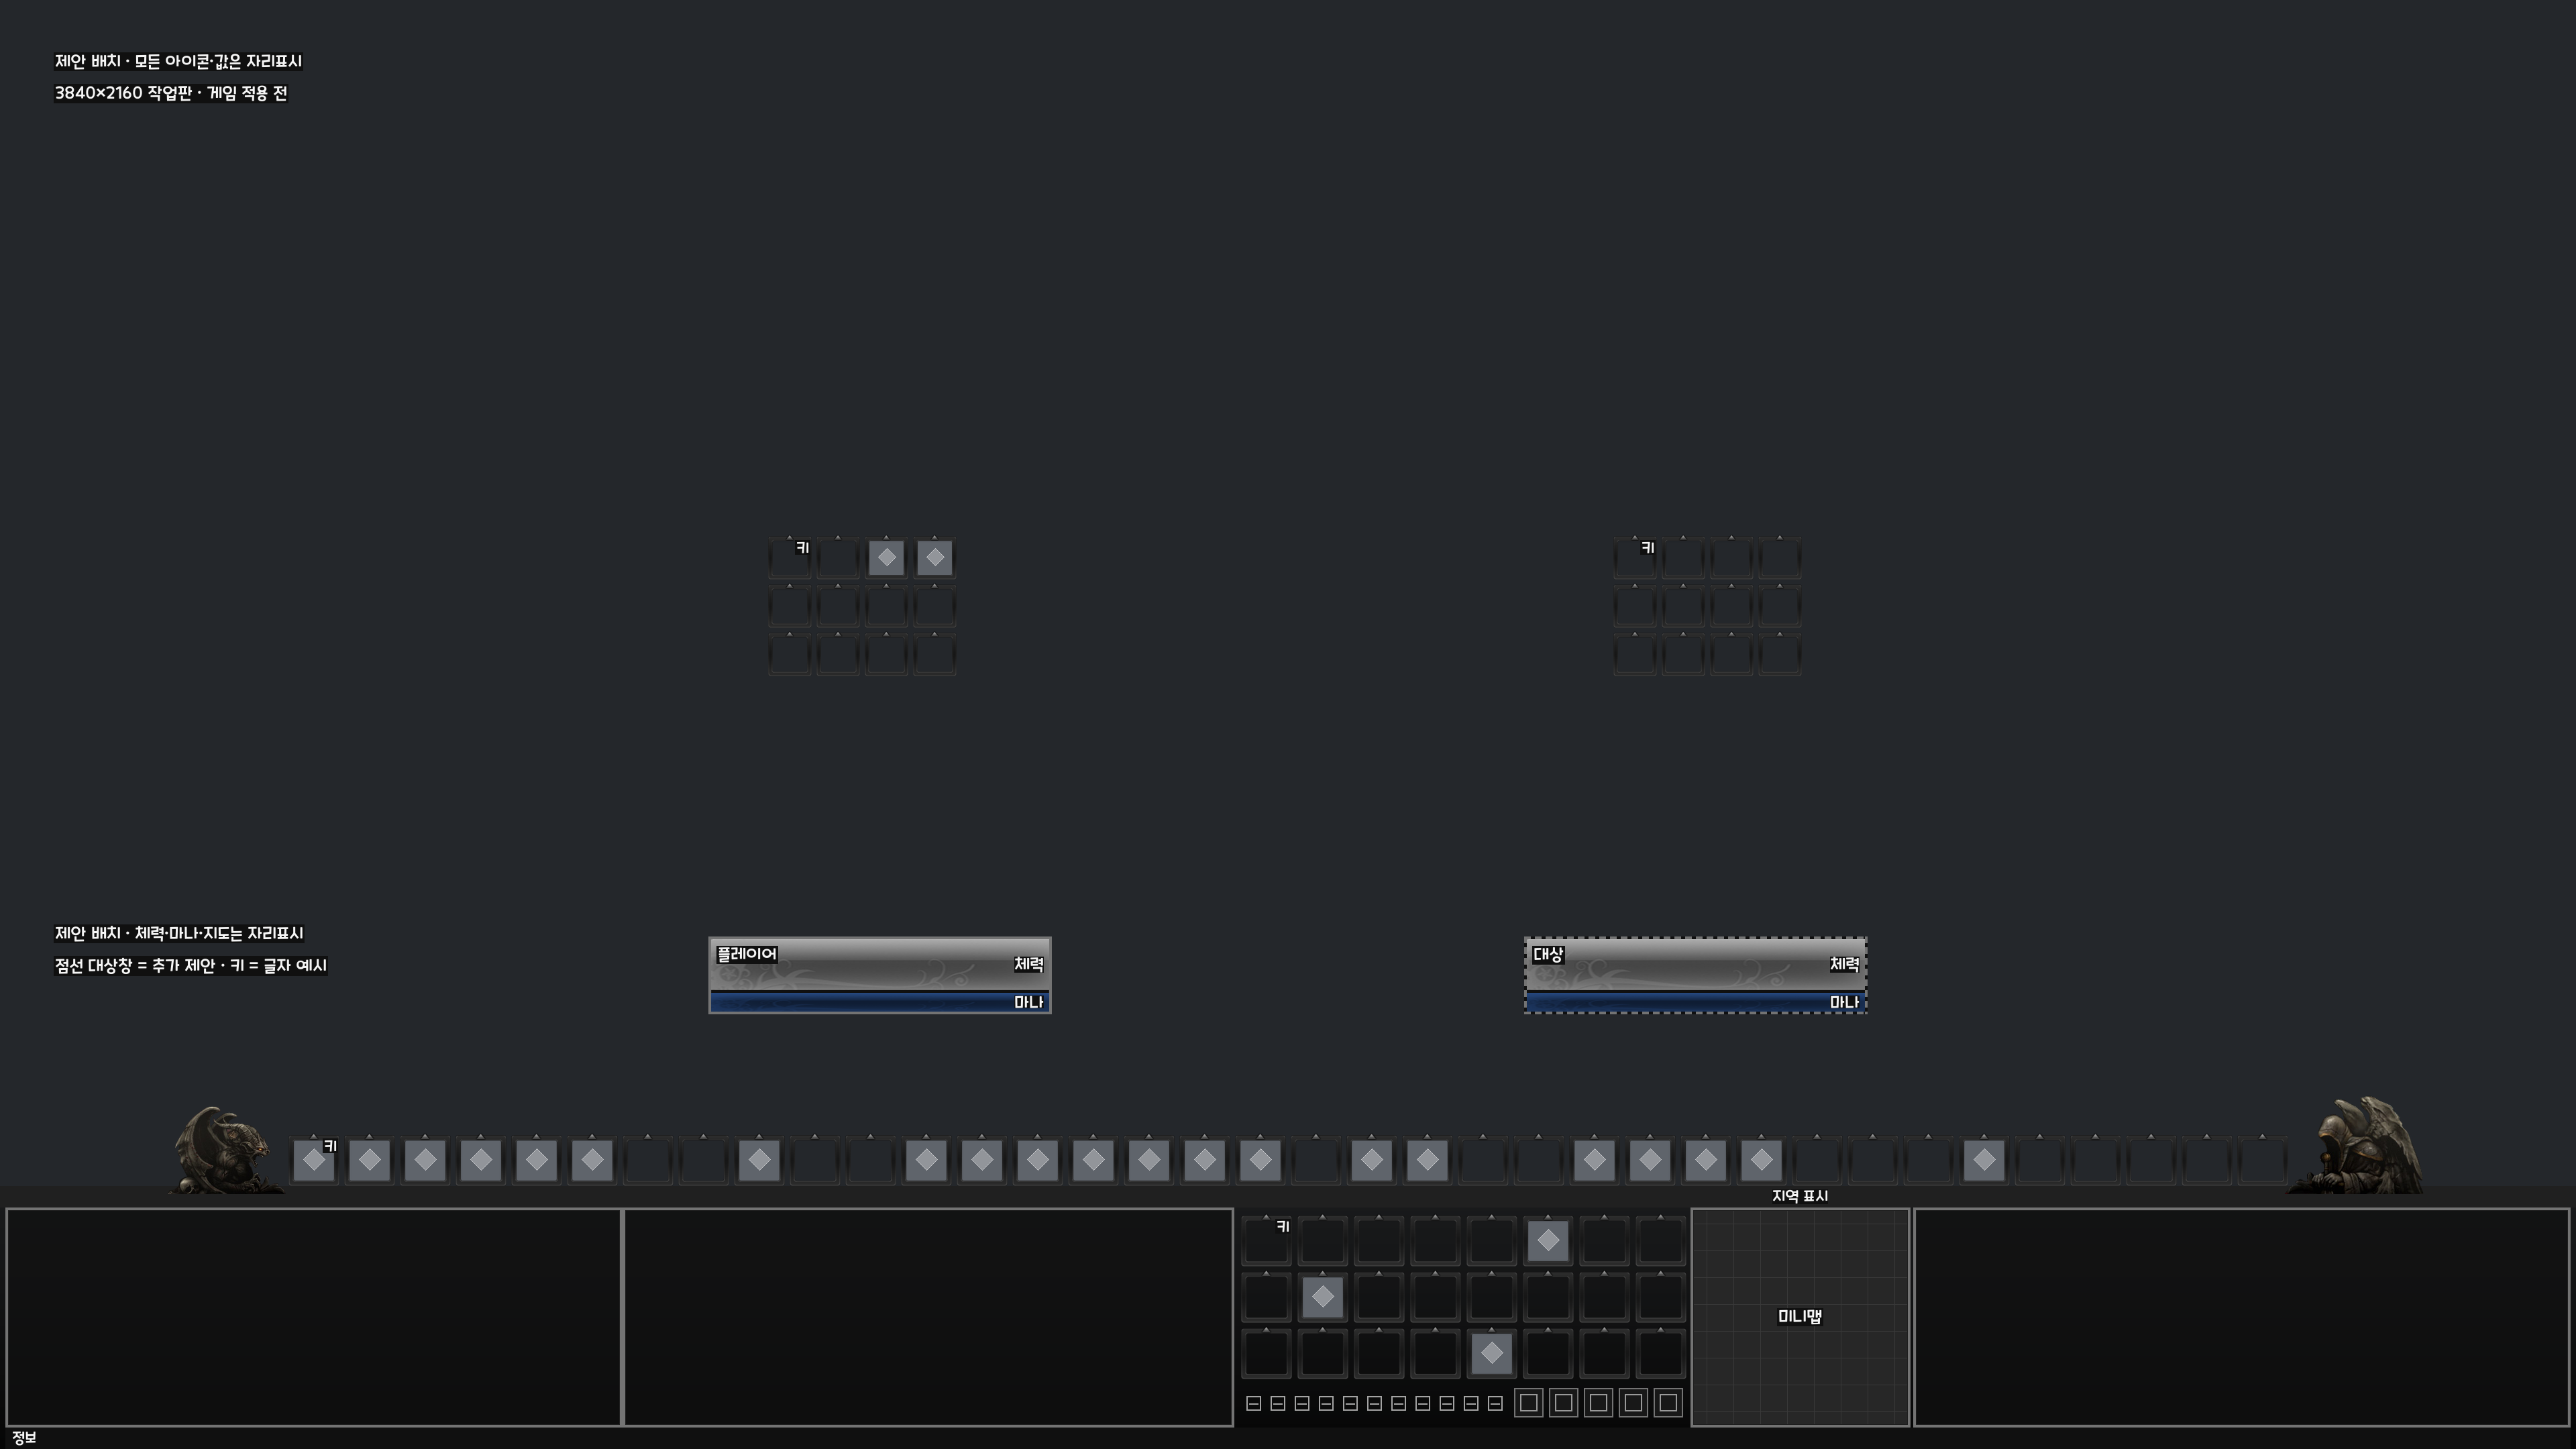 제안 배치 · 모든 아이콘·값은 자리표시
3840×2160 작업판 · 게임 적용 전
키
키
제안 배치 · 체력·마나·지도는 자리표시
점선 대상창 = 추가 제안 · 키 = 글자 예시
플레이어
체력
마나
대상
체력
마나
키
지역 표시
키
미니맵
정보